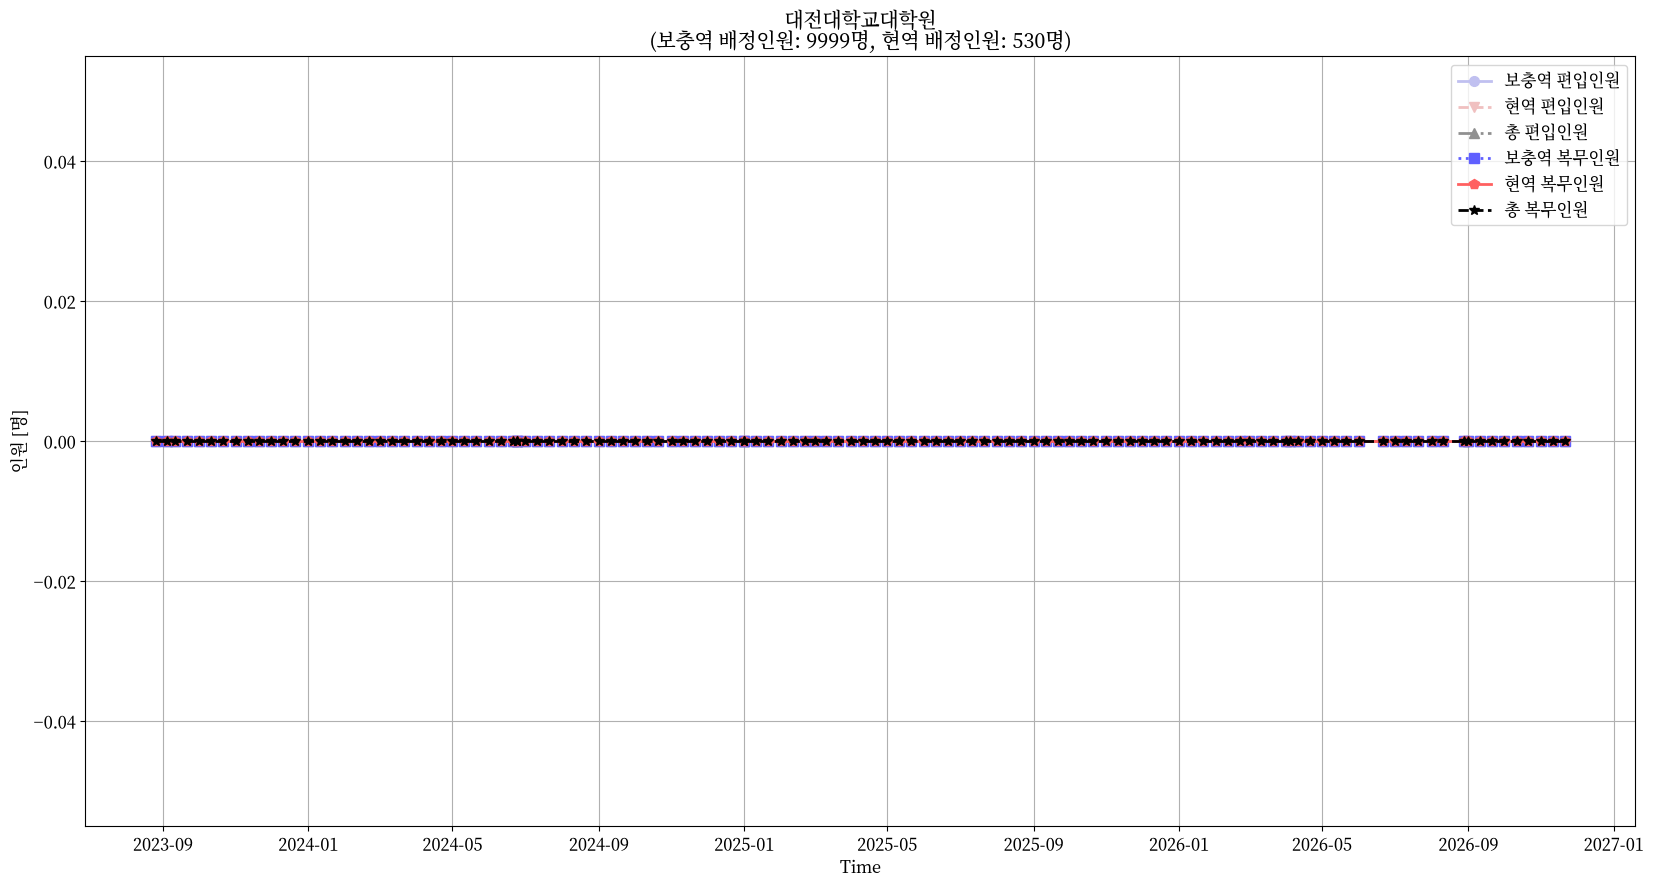 대전대학교대학원
(보충역 배정인원: 9999명, 현역 배정인원: 530명)
보충역 편입인원
현역 편입인원
총 편입인원
보충역 복무인원
현역 복무인원
총 복무인원
인원 [명]
0.04
0.02
0.00
−0.02
−0.04
2023-09 2024-01 2024-05 2024-09 2025-01 2025-05 2025-09 2026-01 2026-05 2026-09 2027-01
Time